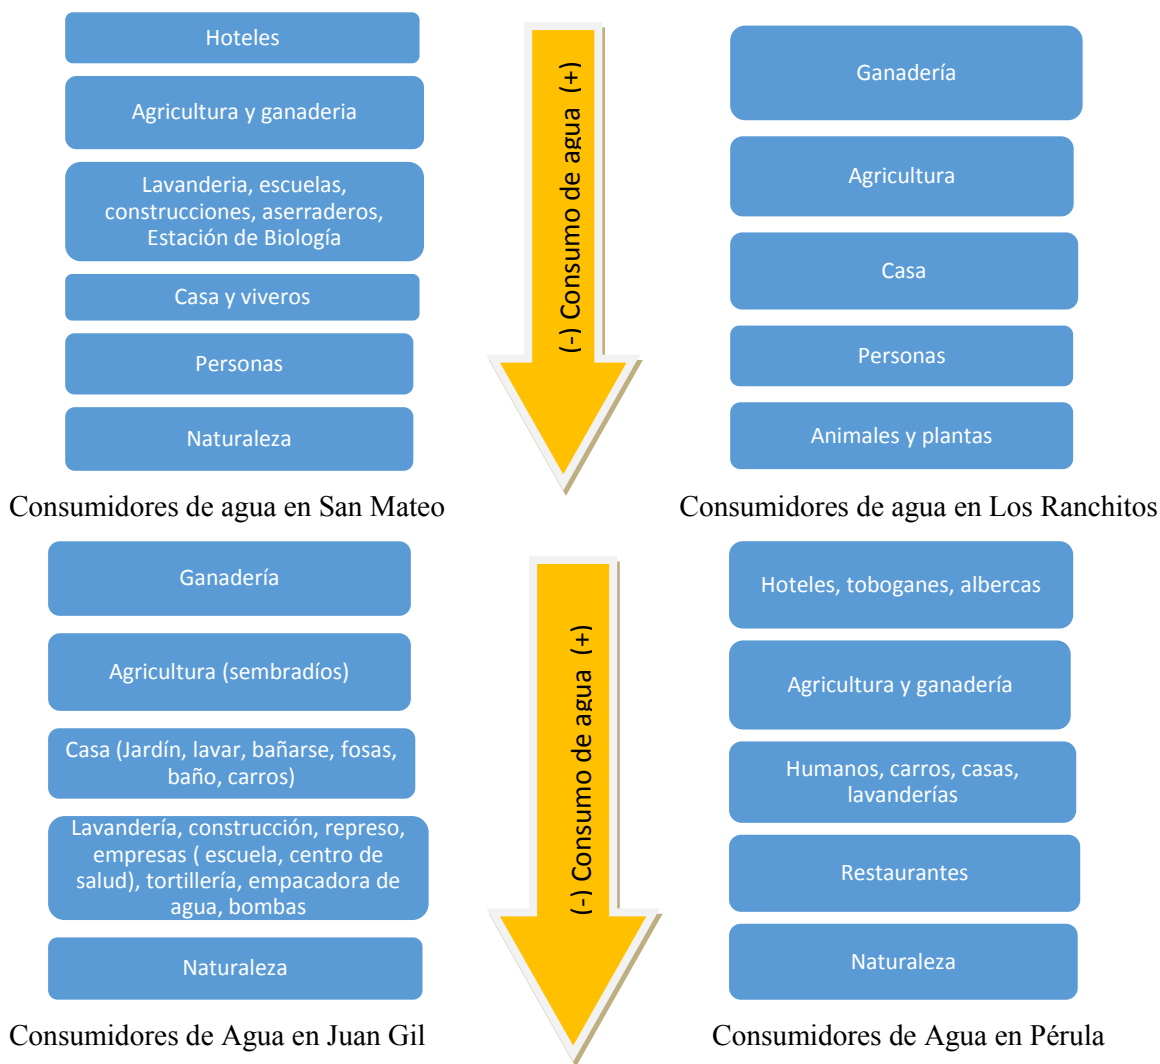 Hoteles
Agricultura y ganaderia
Lavanderia, escuelas,
construcciones, aserraderos,
Estación de Biología
Casa y viveros
Personas
Naturaleza
(-) Consumo de agua (+)
Ganadería
Agricultura
Casa
Personas
Animales y plantas
Consumidores de agua en San Mateo
Consumidores de agua en Los Ranchitos
Ganadería
Agricultura (sembradíos)
Casa (Jardín, lavar, bañarse, fosas,
baño, carros)
Lavandería, construcción, represo,
empresas ( escuela, centro de
salud), tortillería, empacadora de
agua, bombas
Naturaleza
(-) Consumo de agua (+)
Hoteles, toboganes, albercas
Agricultura y ganadería
Humanos, carros, casas,
lavanderías
Restaurantes
Naturaleza
Consumidores de Agua en Juan Gil
Consumidores de Agua en Pérula